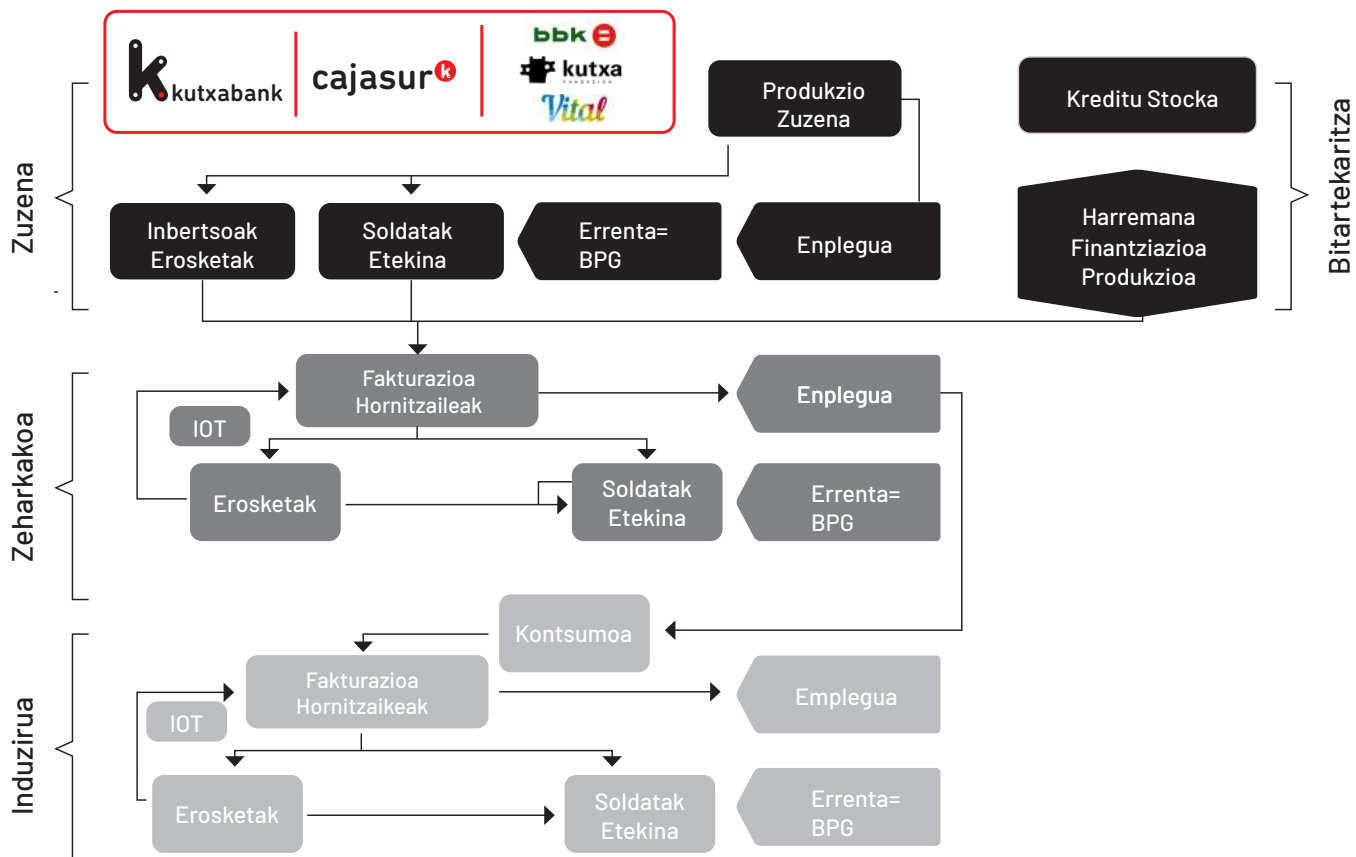 kutxabank
cajasur k
bbk
kutxa
FUNDAZIOA
Vital
Produkzio
Zuzena
Kreditu Stocka
Zuzena
Bitartekaritza
Inbertsoak
Erosketak
Soldatak
Etekina
Errenta=
BPG
Enplegua
Harremana
Finantziazioa
Produkzioa
Zeharkakoa
Fakturazioa
Hornitzaileak
Enplegua
IOT
Erosketak
Soldatak
Etekina
Errenta=
BPG
Induzirua
Kontsumoa
Fakturazioa
Hornitzaikeak
Emplegua
IOT
Erosketak
Soldatak
Etekina
Errenta=
BPG